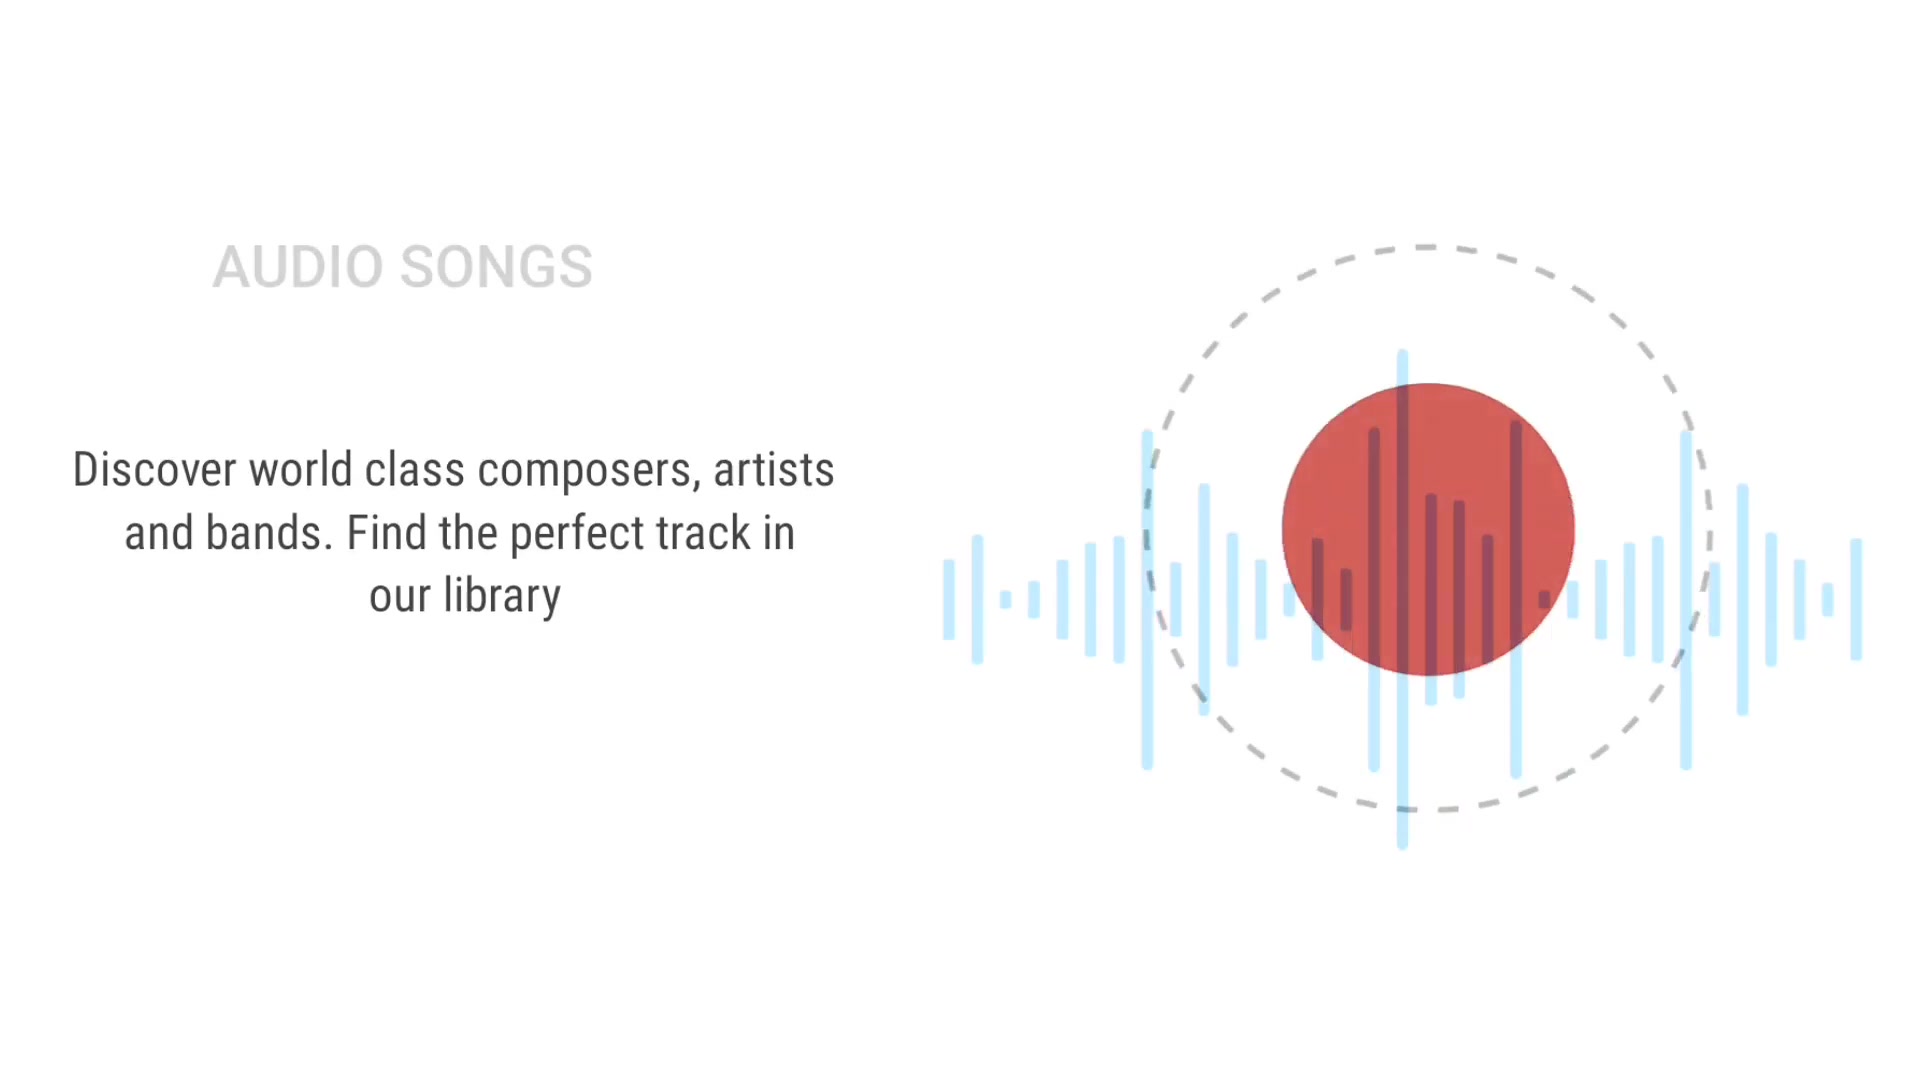 AUDIO SONGS
Discover world class composers, artists
and bands. Find the perfect track in
our library